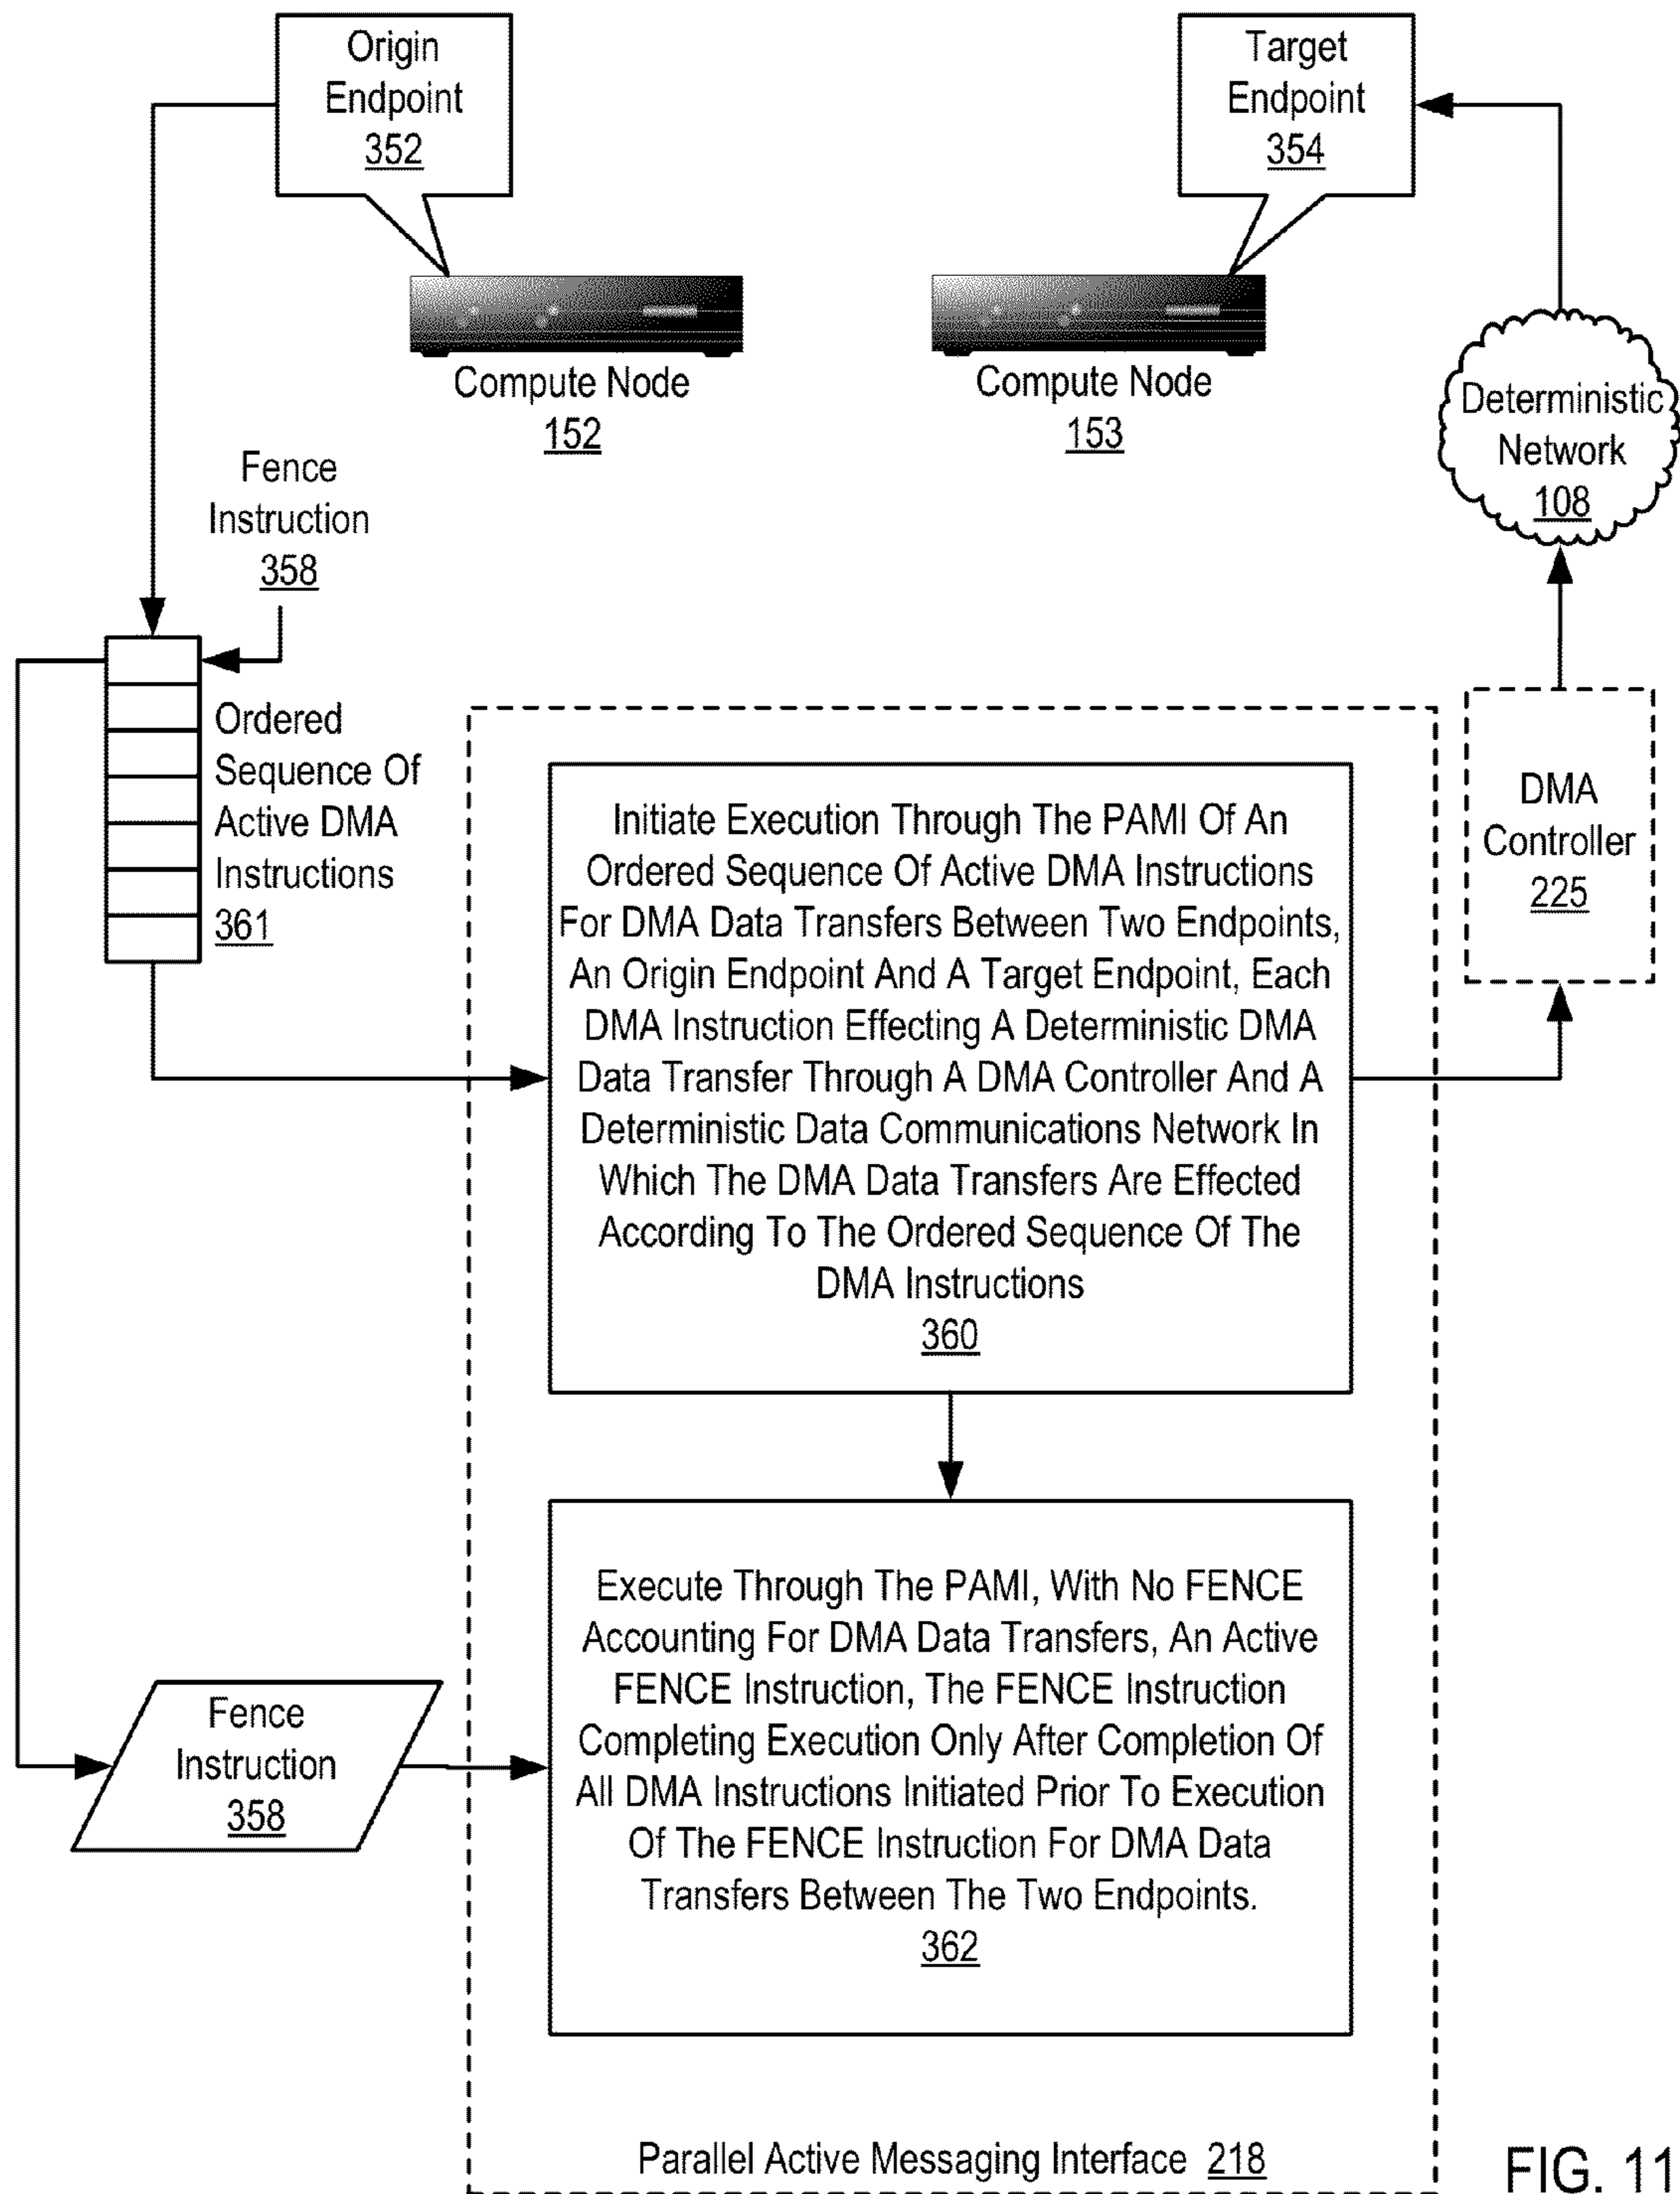 Origin
Endpoint
352
Target
Endpoint
354
Compute Node
152
Compute Node
153
Deterministic
Network
108
Fence
Instruction
358
Ordered
Sequence Of
Active DMA
Instructions
361
DMA
Controller
225
Initiate Execution Through The PAMI Of An
Ordered Sequence Of Active DMA Instructions
For DMA Data Transfers Between Two Endpoints,
An Origin Endpoint And A Target Endpoint, Each
DMA Instruction Effecting A Deterministic DMA
Data Transfer Through A DMA Controller And A
Deterministic Data Communications Network In
Which The DMA Data Transfers Are Effected
According To The Ordered Sequence Of The
DMA Instructions
360
Execute Through The PAMI, With No FENCE
Accounting For DMA Data Transfers, An Active
FENCE Instruction, The FENCE Instruction
Completing Execution Only After Completion Of
All DMA Instructions Initiated Prior To Execution
Of The FENCE Instruction For DMA Data
Transfers Between The Two Endpoints.
362
Fence
Instruction
358
Parallel Active Messaging Interface 218
FIG. 11